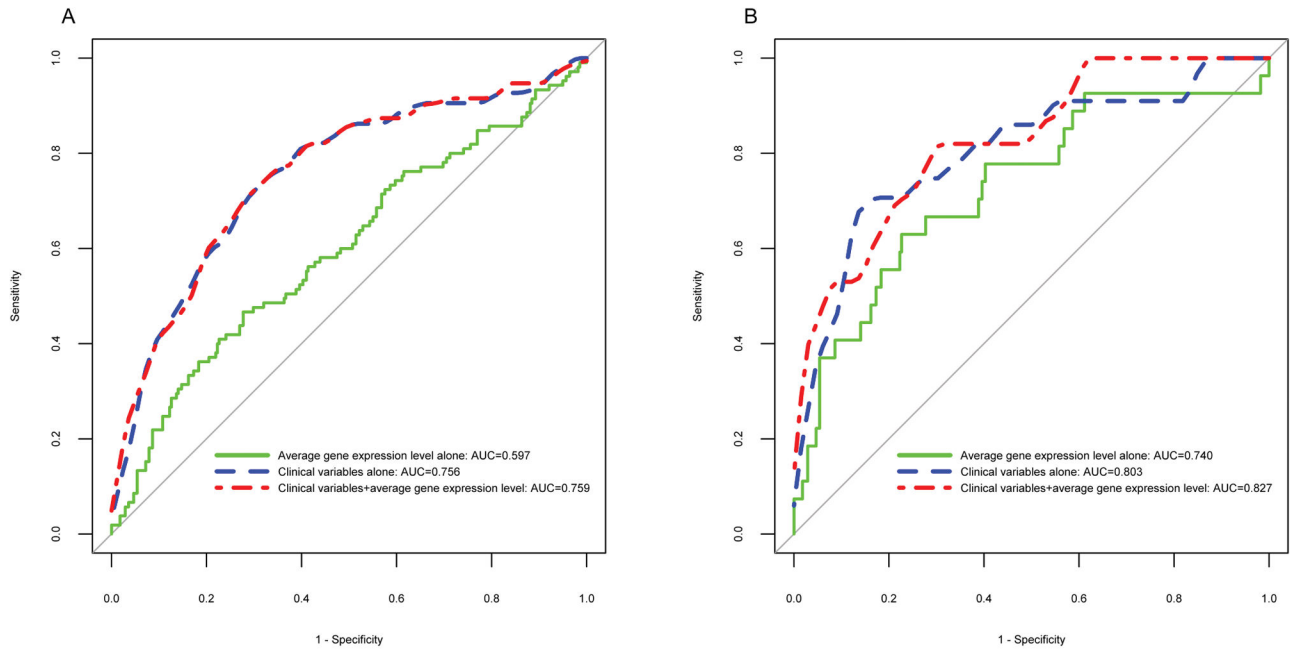 A
1.0
0.8
0.6
0.4
0.2
0.0
Sensitivity
Average gene expression level alone: AUC=0.597
Clinical variables alone: AUC=0.756
Clinical variables+average gene expression level: AUC=0.759
0.0 0.2 0.4 0.6 0.8 1.0
1 - Specificity
B
1.0
0.8
0.6
0.4
0.2
0.0
Sensitivity
Average gene expression level alone: AUC=0.740
Clinical variables alone: AUC=0.803
Clinical variables+average gene expression level: AUC=0.827
0.0 0.2 0.4 0.6 0.8 1.0
1 - Specificity